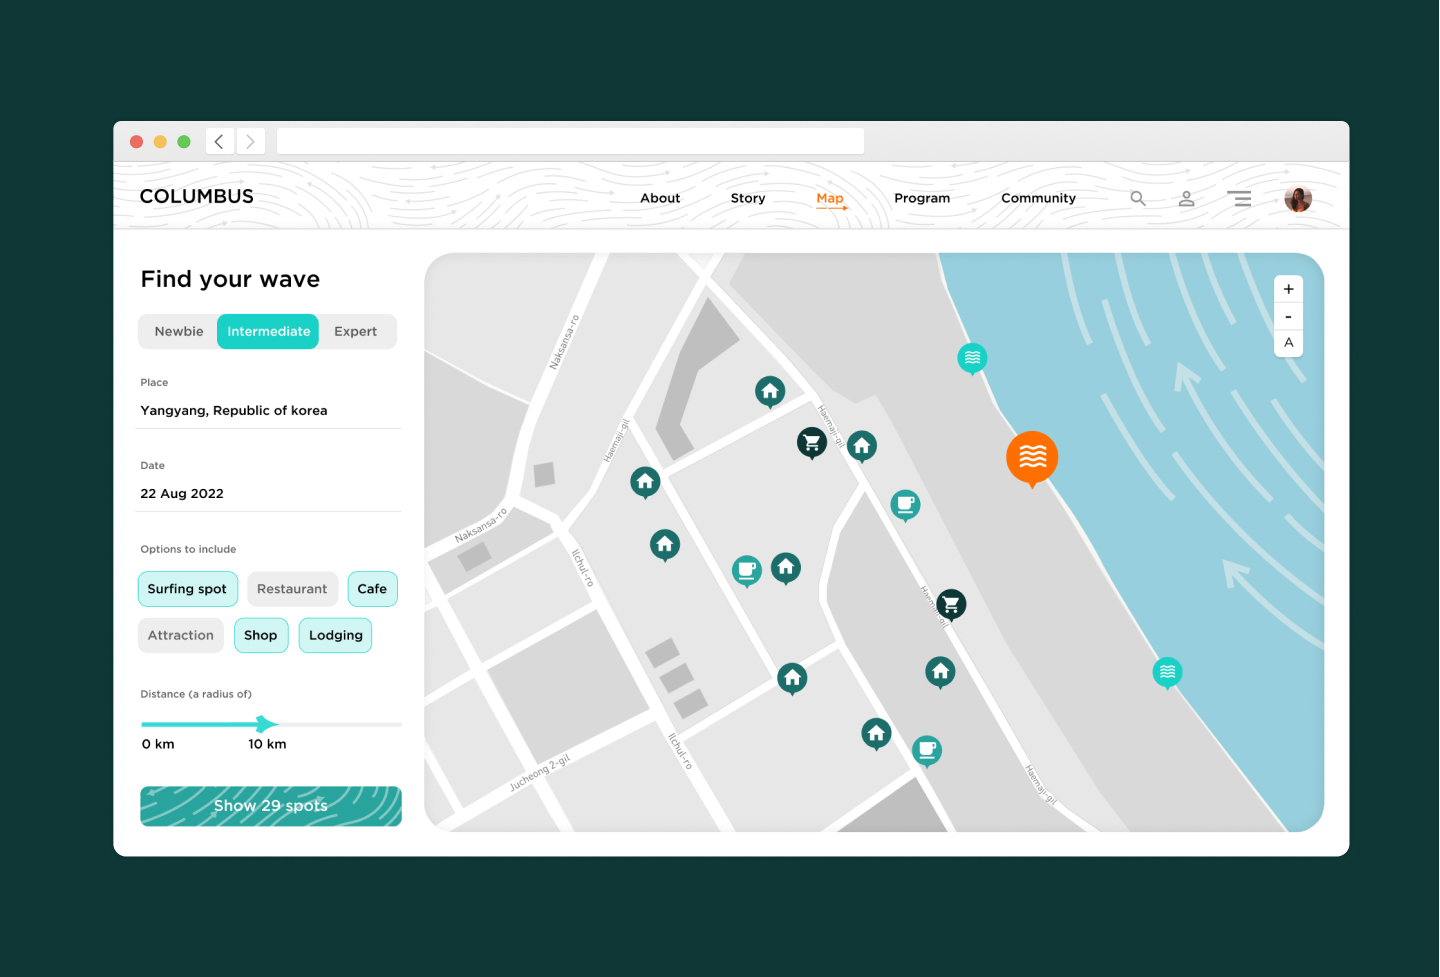 COLUMBUS
About
Story
Map
Program
Community
Find your wave
Newbie
Intermediate
Expert
Place
Yangyang, Republic of korea
Date
22 Aug 2022
Options to include
Surfing spot
Restaurant
Cafe
Attraction
Shop
Lodging
Distance (a radius of)
0 km
10 km
Show 29 spots
+
-
A
Naksansa-ro
Haemaji-gil
Haemaji-gil
Naksansa-ro
Ilchul-ro
Haemaji-gil
Ilchul-ro
Jucheong 2-gil
Haemaji-gil